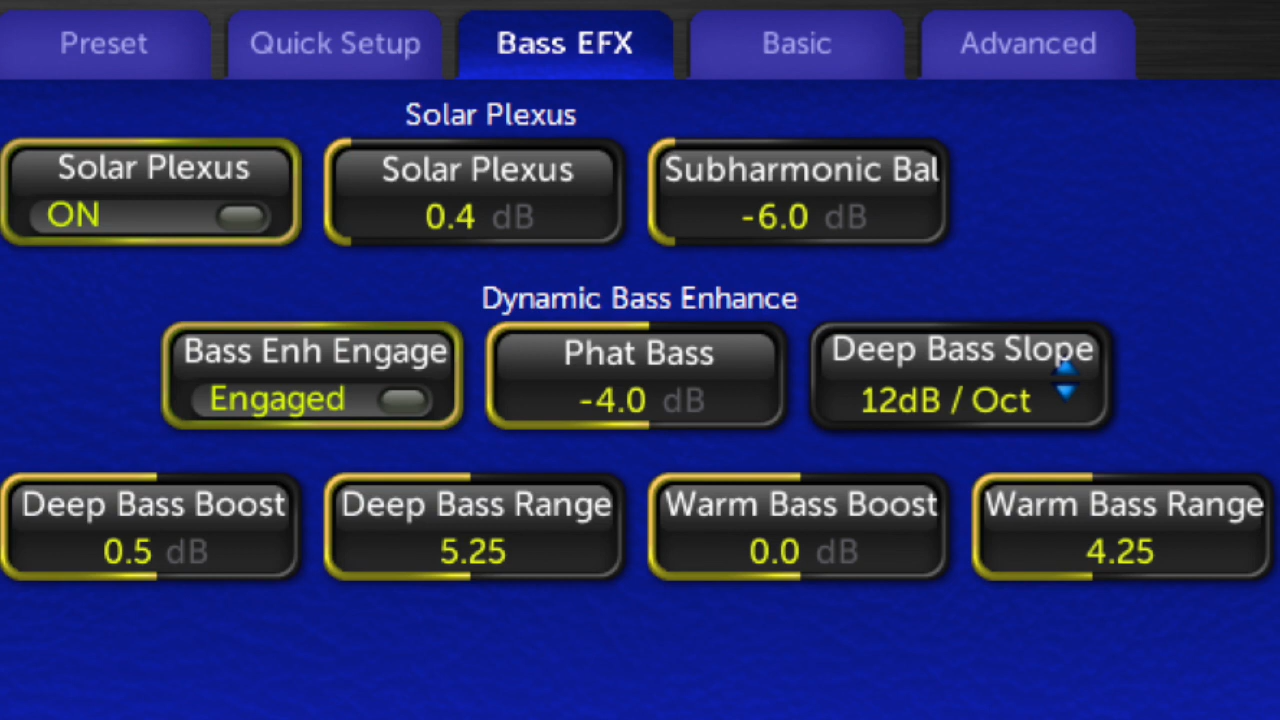 Preset Quick Setup Bass EFX Basic Advanced
Solar Plexus
Solar Plexus Solar Plexus Subharmonic Bal
ON 0.4 dB -6.0 dB
Dynamic Bass Enhance
Bass Enh Engage Phat Bass Deep Bass Slope
Engaged -4.0 dB 12dB / Oct
Deep Bass Boost Deep Bass Range Warm Bass Boost Warm Bass Range
0.5 dB 5.25 0.0 dB 4.25